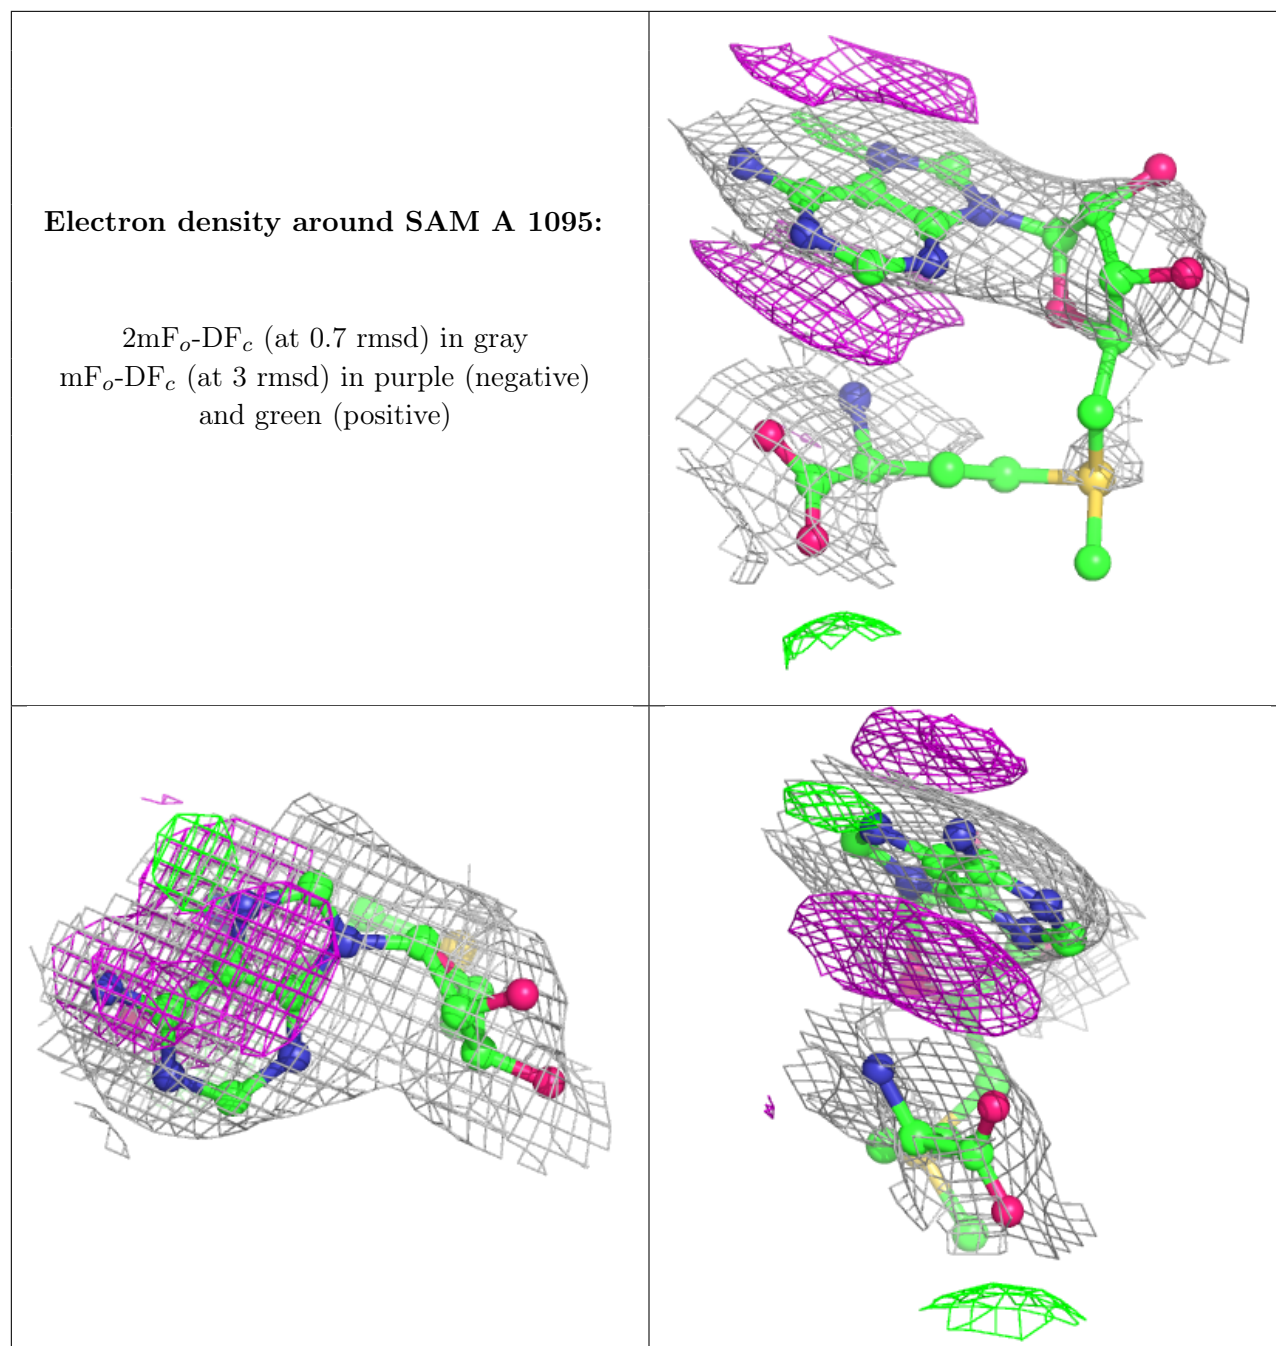 Electron density around SAM A 1095:
2mFo-DFc (at 0.7 rmsd) in gray
mFo-DFc (at 3 rmsd) in purple (negative)
and green (positive)